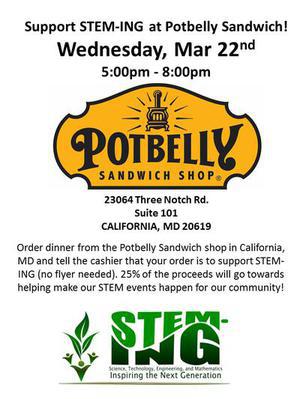 Support STEM-ING at Potbelly Sandwich!
Wednesday, Mar 22nd
5:00pm - 8:00pm
POTBELLY
SANDWICH SHOP®
23064 Three Notch Rd.
Suite 101
CALIFORNIA, MD 20619
Order dinner from the Potbelly Sandwich shop in California,
MD and tell the cashier that your order is to support STEM-
ING (no flyer needed). 25% of the proceeds will go towards
helping make our STEM events happen for our community!
STEM-
ING
Science, Technology, Engineering, and Mathematics
Inspiring the Next Generation